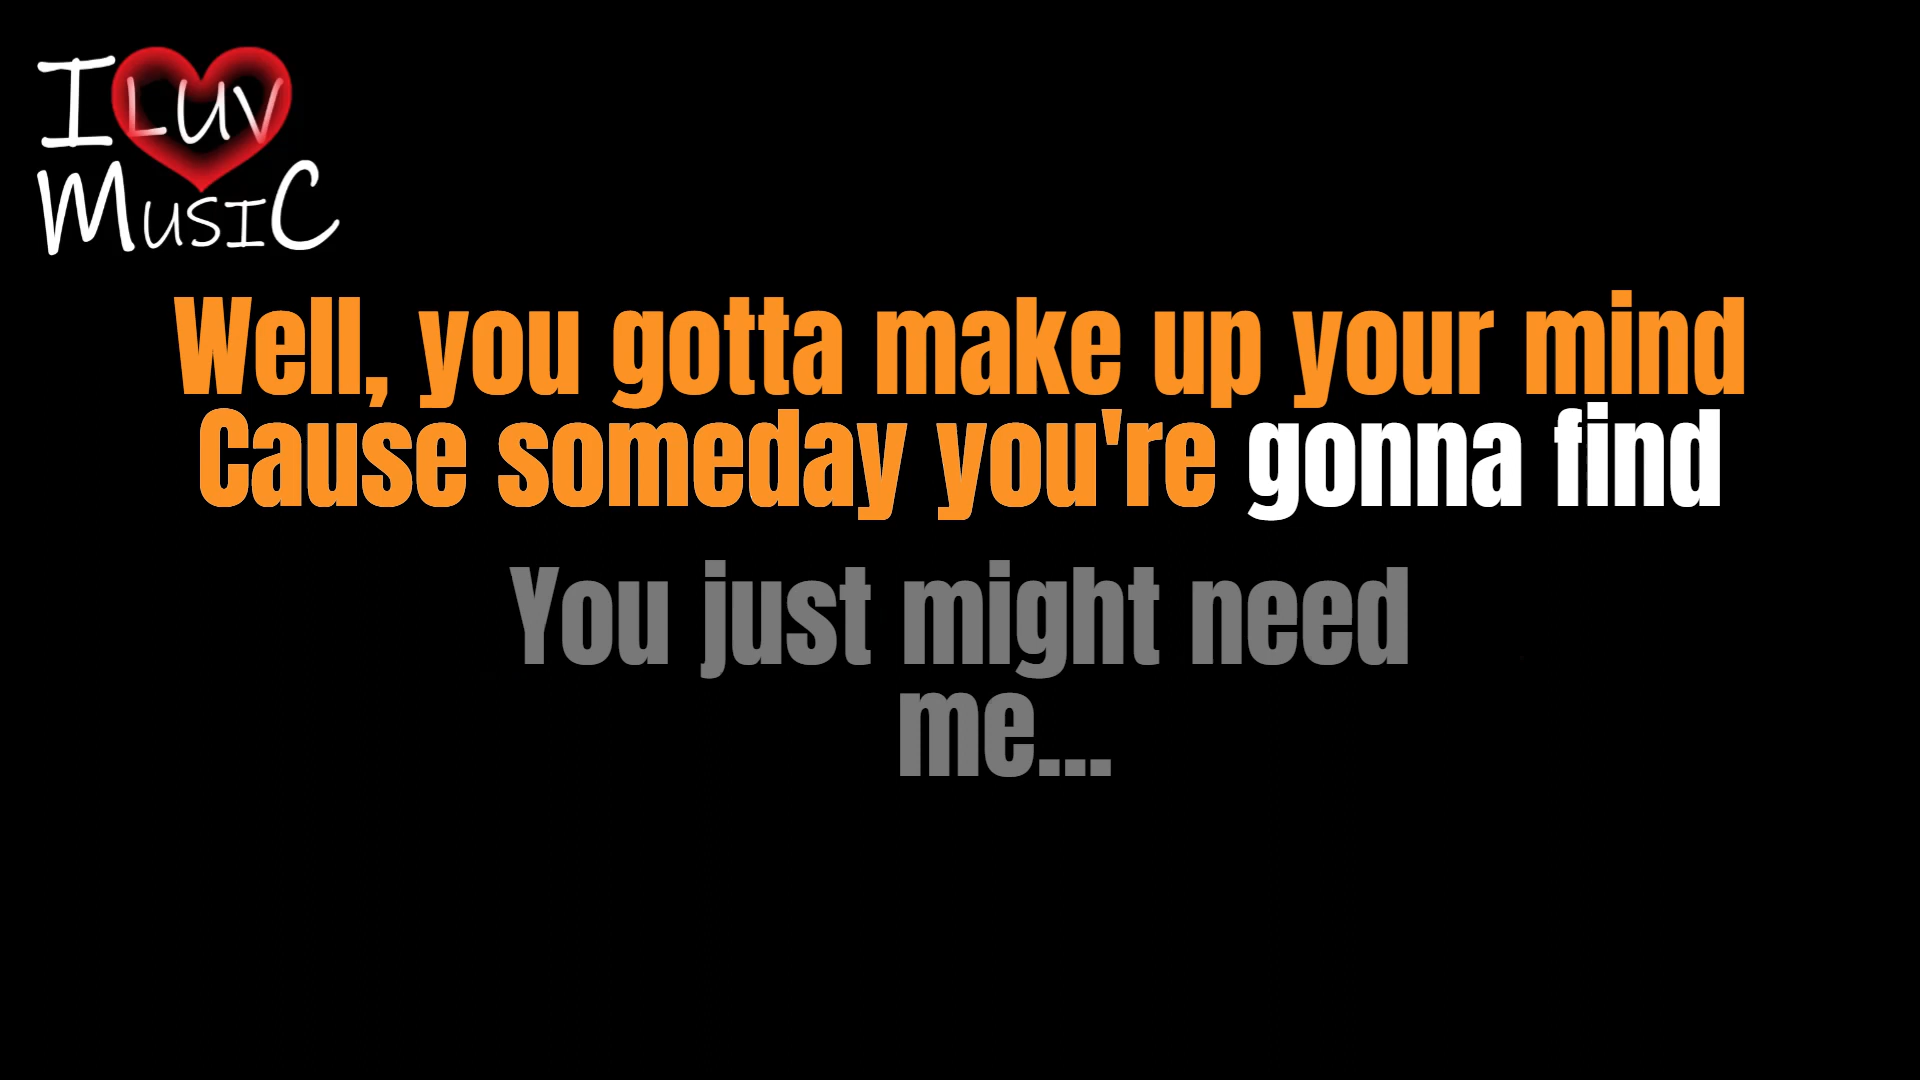 I LUV
MUSIC
Well, you gotta make up your mind
Cause someday you're gonna find
You just might need
me...